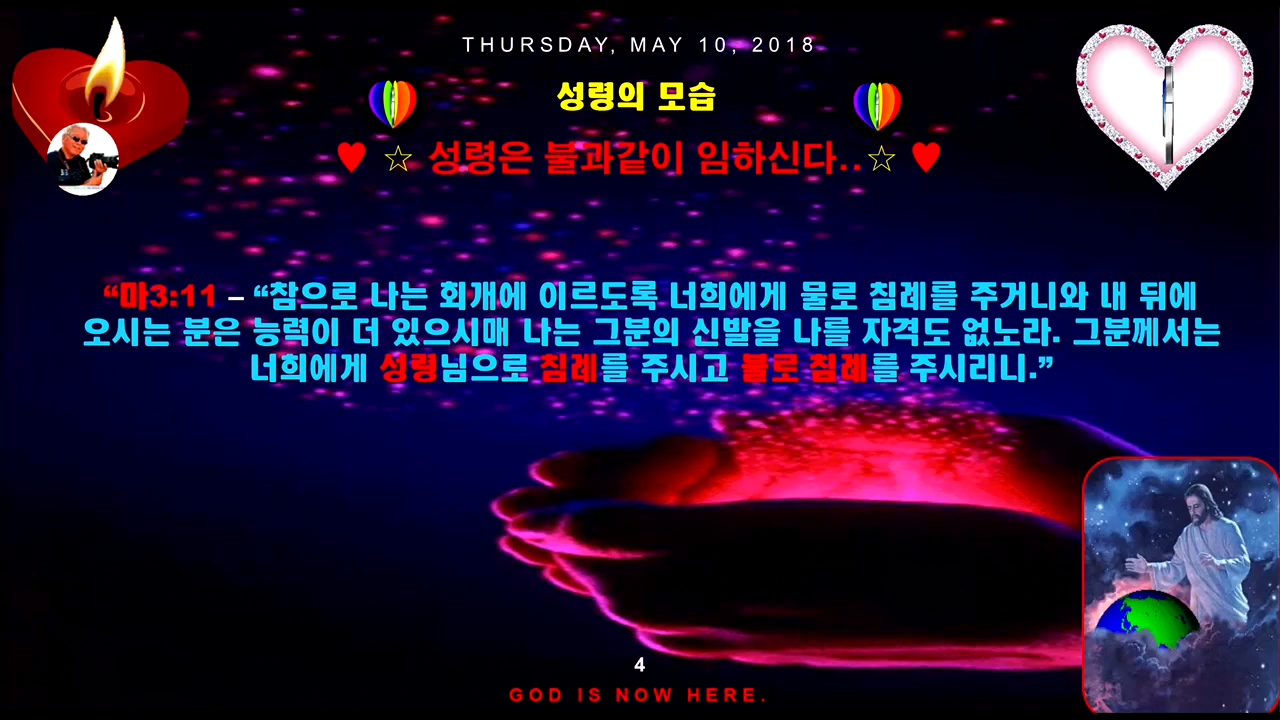 THURSDAY, MAY 10, 2018
성령의 모습
♥ ☆ 성령은 불과같이 임하신다..☆ ♥
“마3:11 – “참으로 나는 회개에 이르도록 너희에게 물로 침례를 주거니와 내 뒤에
오시는 분은 능력이 더 있으시매 나는 그분의 신발을 나를 자격도 없노라. 그분께서는
너희에게 성령님으로 침례를 주시고 불로 침례를 주시리니.”
4
GOD IS NOW HERE.